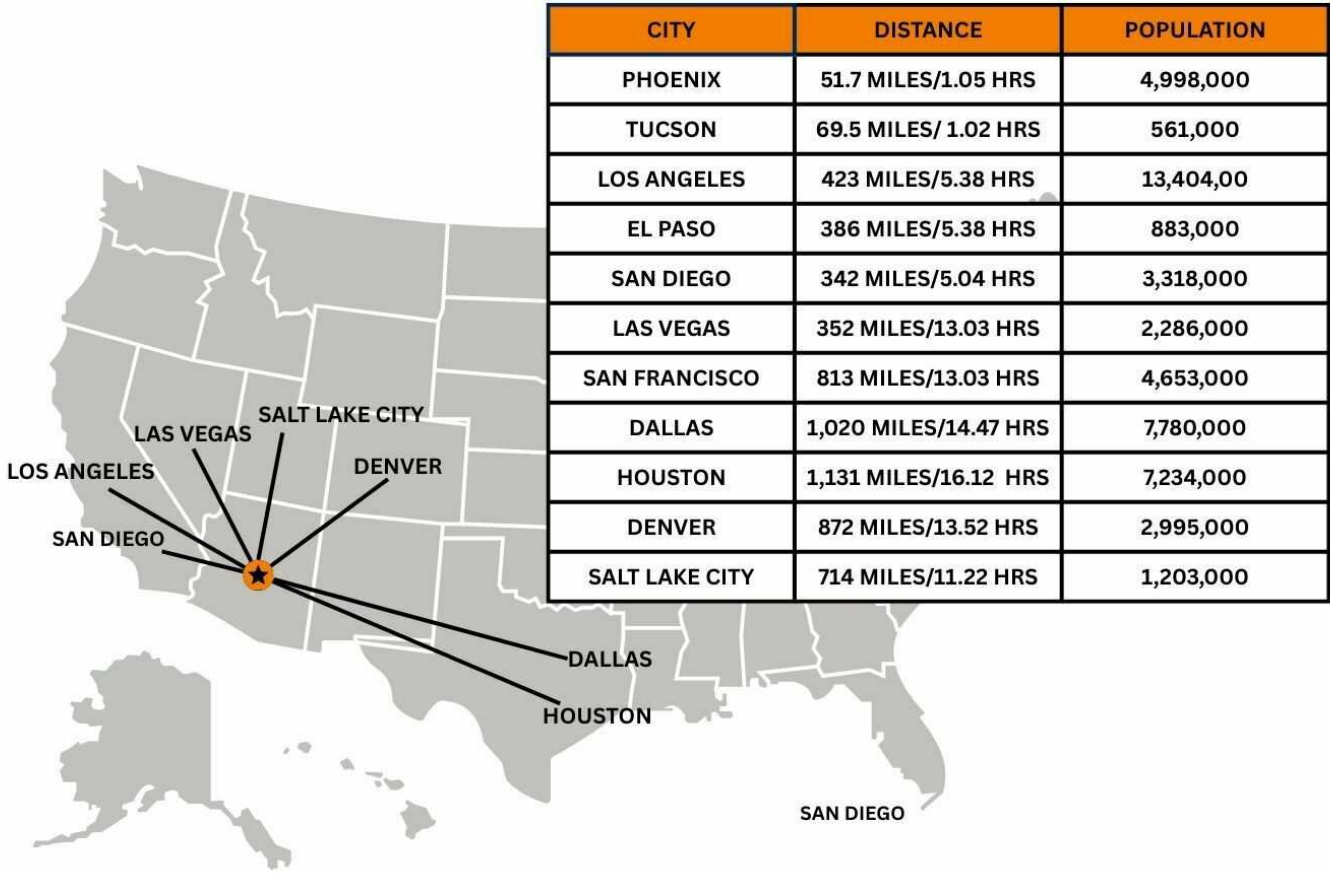 CITY DISTANCE POPULATION
PHOENIX 51.7 MILES/1.05 HRS 4,998,000
TUCSON 69.5 MILES/ 1.02 HRS 561,000
LOS ANGELES 423 MILES/5.38 HRS 13,404,00
EL PASO 386 MILES/5.38 HRS 883,000
SAN DIEGO 342 MILES/5.04 HRS 3,318,000
LAS VEGAS 352 MILES/13.03 HRS 2,286,000
SAN FRANCISCO 813 MILES/13.03 HRS 4,653,000
DALLAS 1,020 MILES/14.47 HRS 7,780,000
HOUSTON 1,131 MILES/16.12 HRS 7,234,000
DENVER 872 MILES/13.52 HRS 2,995,000
SALT LAKE CITY 714 MILES/11.22 HRS 1,203,000
SALT LAKE CITY
LAS VEGAS
LOS ANGELES
DENVER
SAN DIEGO
DALLAS
HOUSTON
SAN DIEGO